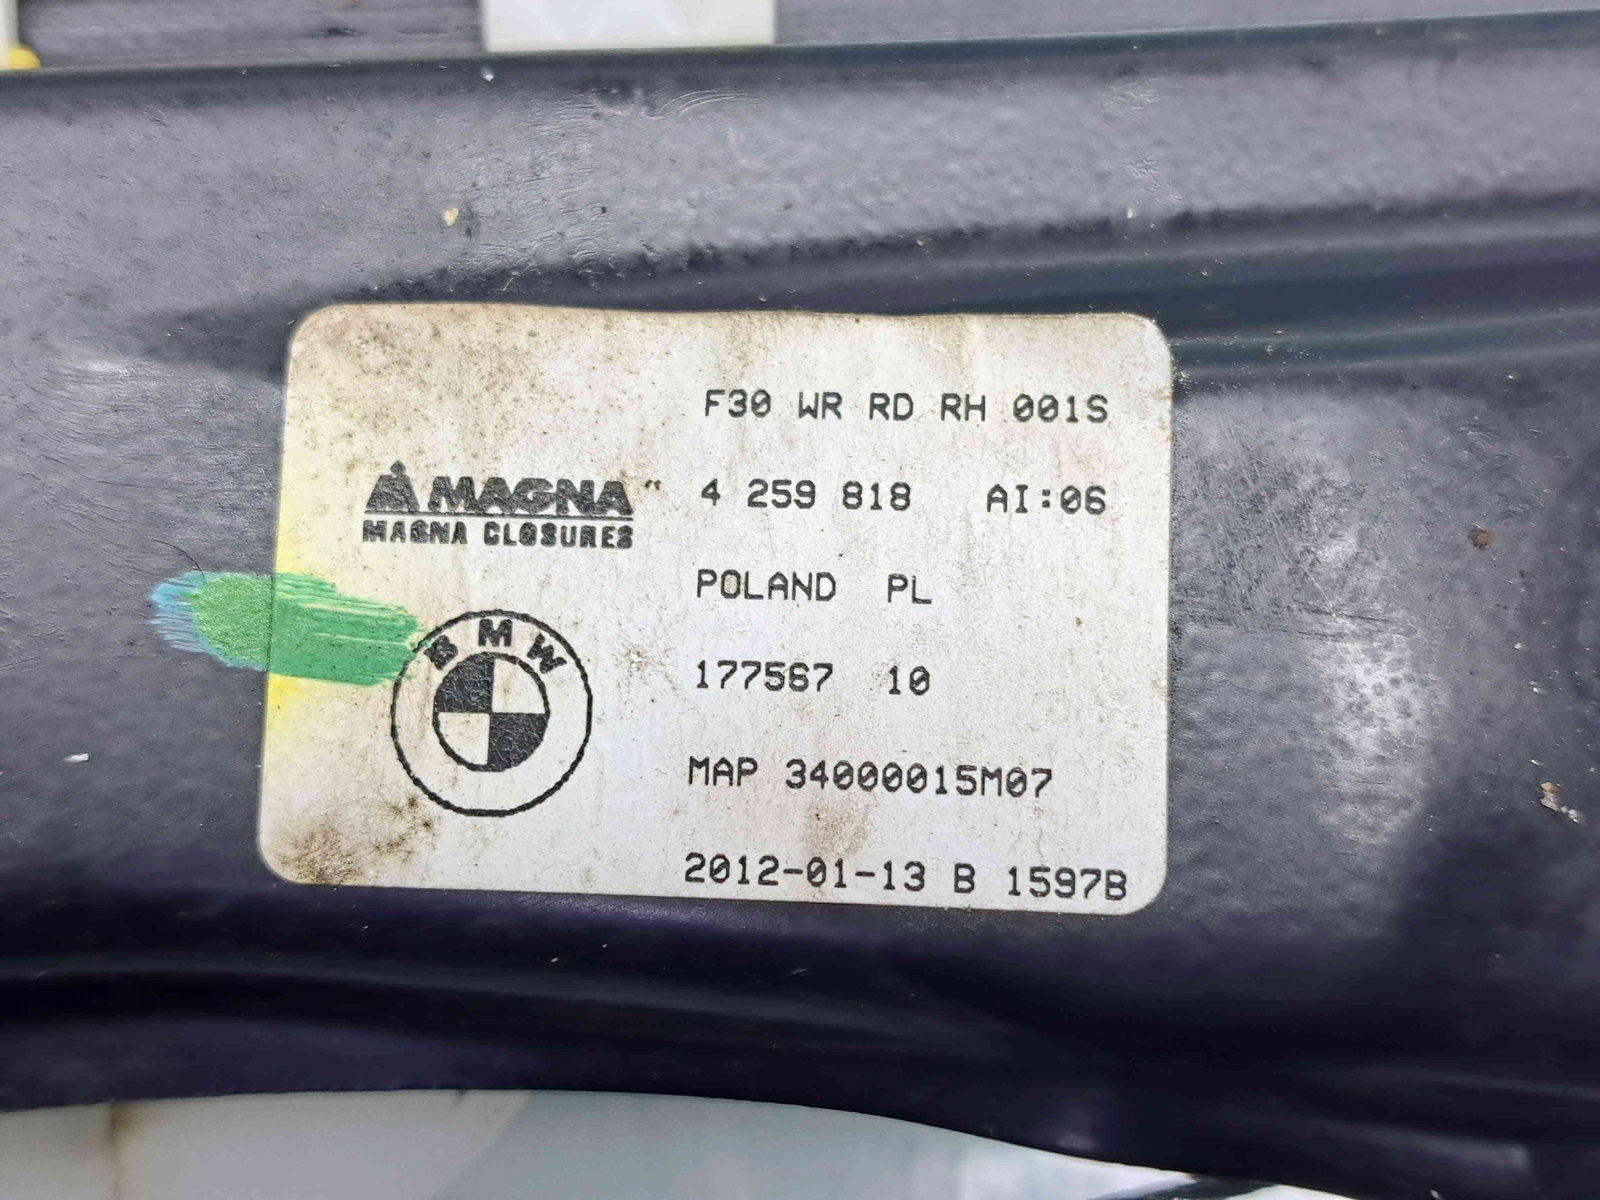 F30 WR RD RH 001S
MAGNA
MAGNA CLOSURES
4 259 818 AI:06
POLAND PL
BMW
177567 10
MAP 34000015M07
2012-01-13 B 1597B